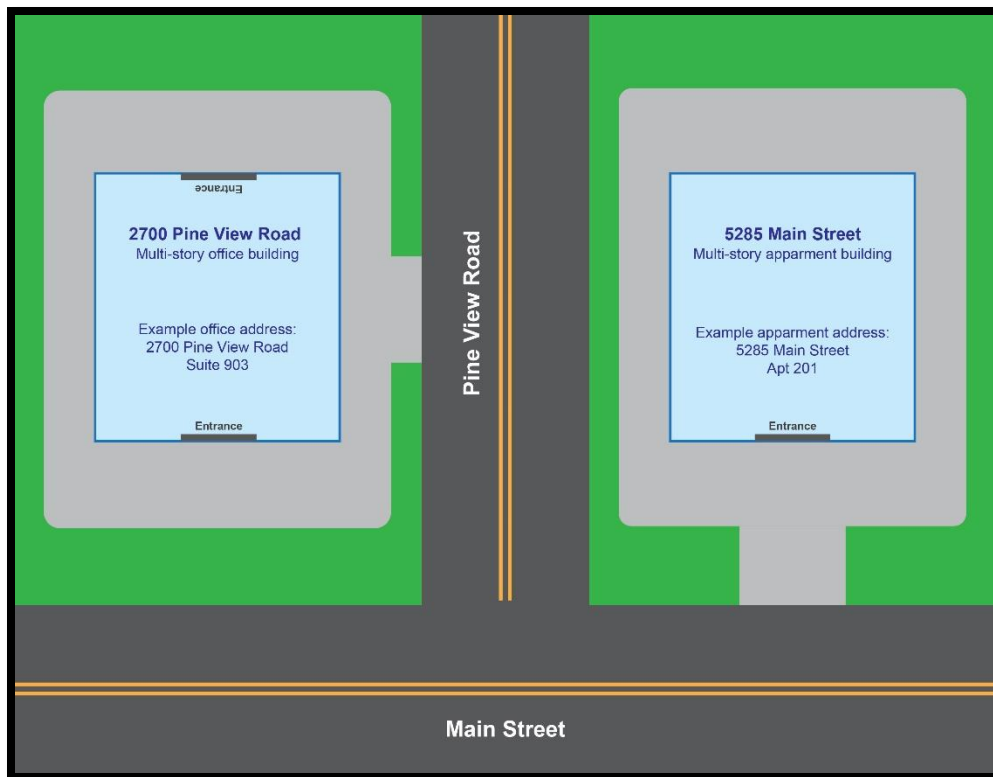 Entrance
2700 Pine View Road
Multi-story office building
Example office address:
2700 Pine View Road
Suite 903
Entrance
Pine View Road
5285 Main Street
Multi-story appartment building
Example appartment address:
5285 Main Street
Apt 201
Entrance
Main Street